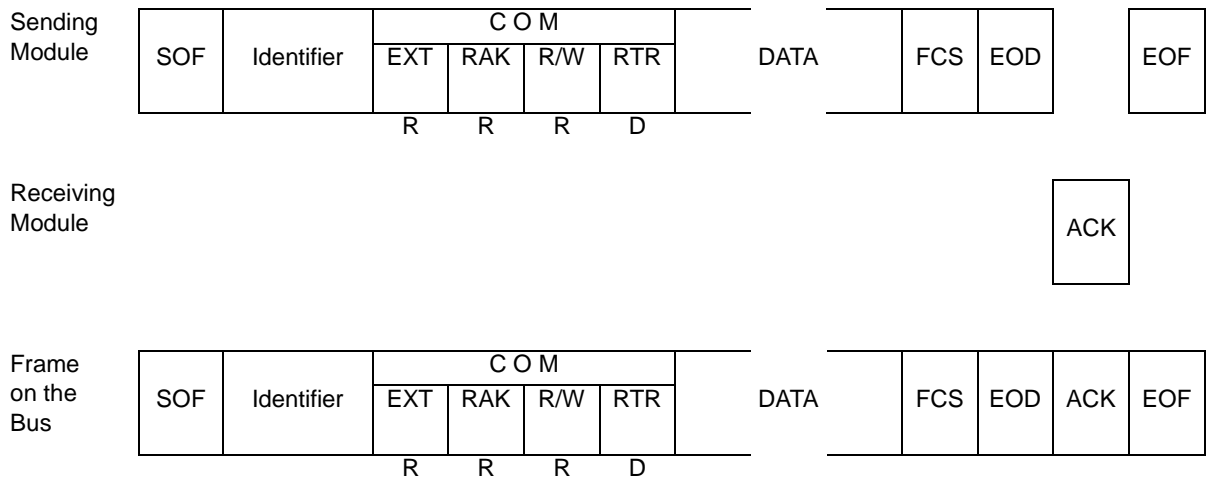 Sending
Module
C O M
SOF Identifier EXT RAK R/W RTR DATA FCS EOD EOF
R R R D
Receiving
Module
ACK
Frame
on the
Bus
C O M
SOF Identifier EXT RAK R/W RTR DATA FCS EOD ACK EOF
R R R D